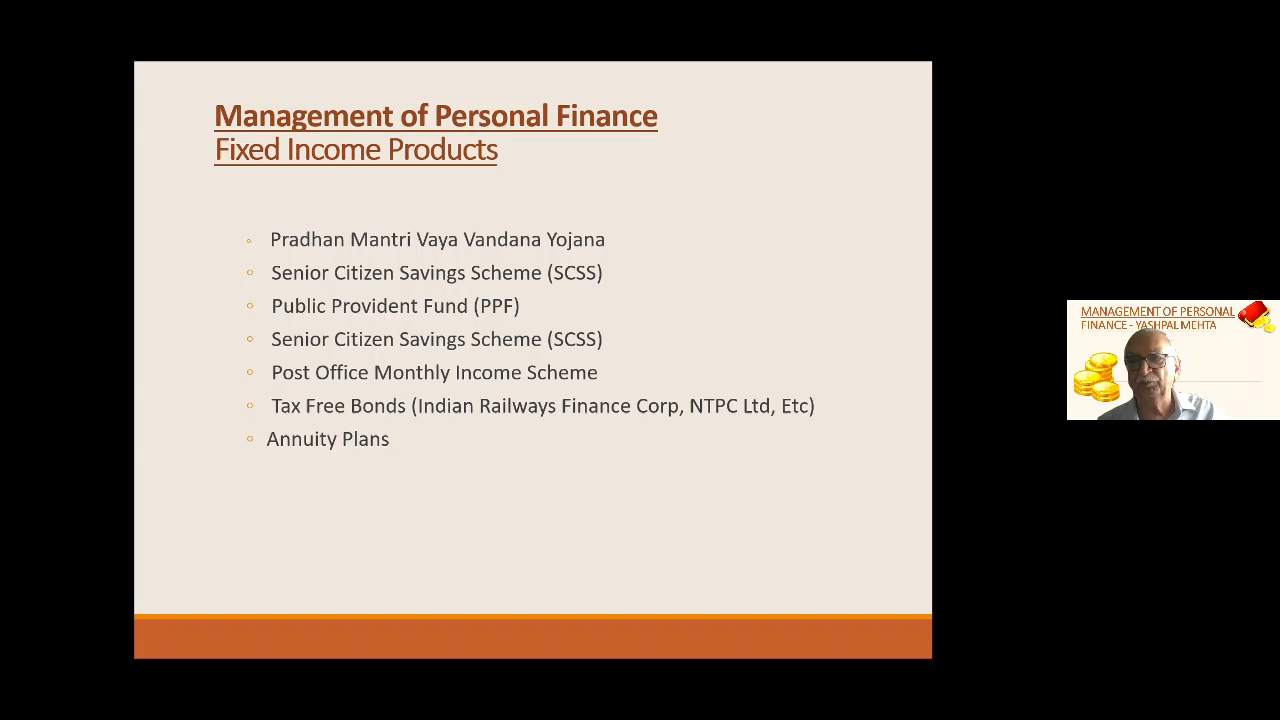 Management of Personal Finance
Fixed Income Products
Pradhan Mantri Vaya Vandana Yojana
Senior Citizen Savings Scheme (SCSS)
Public Provident Fund (PPF)
Senior Citizen Savings Scheme (SCSS)
Post Office Monthly Income Scheme
Tax Free Bonds (Indian Railways Finance Corp, NTPC Ltd, Etc)
Annuity Plans
MANAGEMENT OF PERSONAL
FINANCE - YASHPAL MEHTA